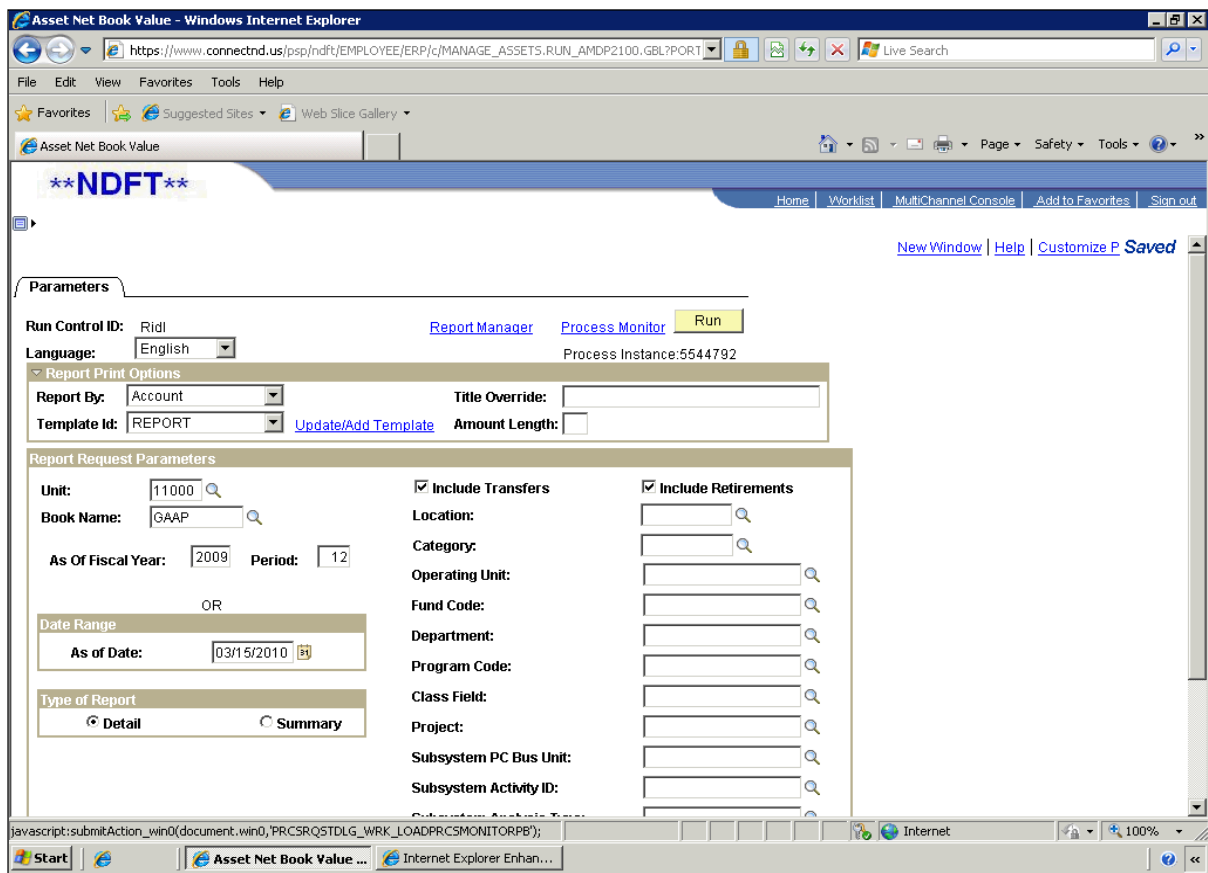 Asset Net Book Value - Windows Internet Explorer
https://www.connectnd.us/psp/ndft/EMPLOYEE/ERP/c/MANAGE_ASSETS.RUN_AMDP2100.GBL?PORT
Live Search
File Edit View Favorites Tools Help
Favorites Suggested Sites Web Slice Gallery
Asset Net Book Value
Page Safety Tools »
**NDFT**
Home | Worklist | MultiChannel Console | Add to Favorites | Sign out
New Window | Help | Customize P Saved
Parameters
Run Control ID: Ridl Report Manager Process Monitor Run
Language: English Process Instance:5544792
Report Print Options
Report By: Account Title Override:
Template Id: REPORT Update/Add Template Amount Length:
Report Request Parameters
Unit: 11000 Include Transfers Include Retirements
Book Name: GAAP Location:
Category:
As Of Fiscal Year: 2009 Period: 12
Operating Unit:
OR Fund Code:
Date Range
Department:
As of Date: 03/15/2010 31
Program Code:
Type of Report Class Field:
Detail Summary Project:
Subsystem PC Bus Unit:
Subsystem Activity ID:
Subsystem Analysis Type:
javascript:submitAction_win0(document.win0,'PRCSRQSTDLG_WRK_LOADPRCSMONITORPB'); Internet 100%
Start Asset Net Book Value ... Internet Explorer Enhan... «